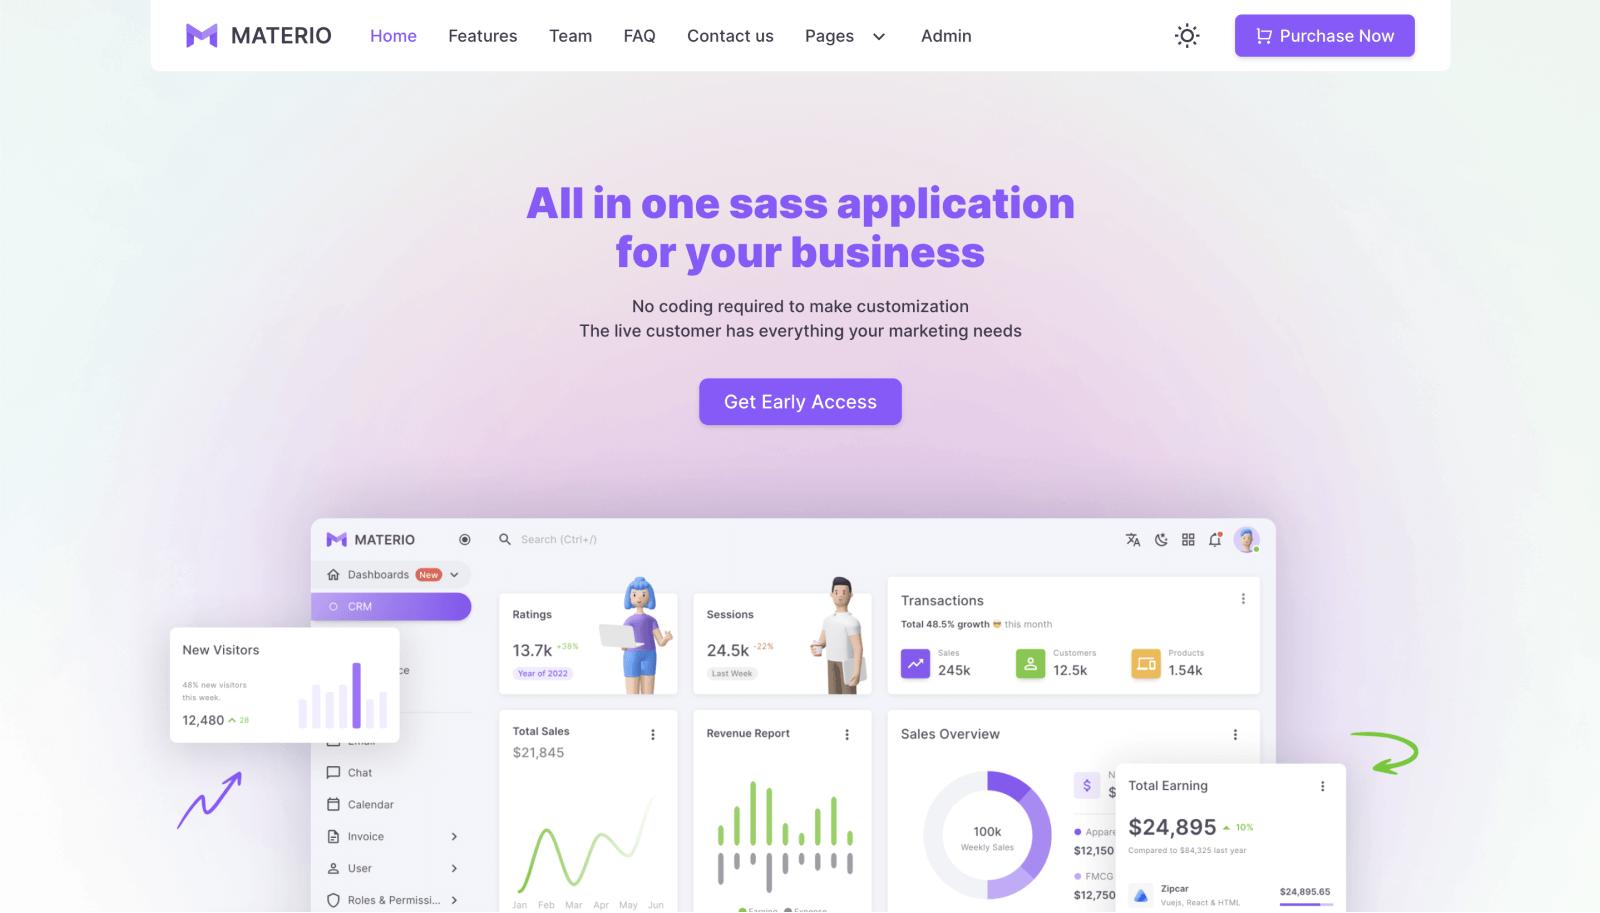 MATERIO
Home
Features
Team
FAQ
Contact us
Pages
Admin
Purchase Now
All in one sass application
for your business
No coding required to make customization
The live customer has everything your marketing needs
Get Early Access
MATERIO
Search (Ctrl+/)
Dashboards New
CRM
New Visitors
48% new visitors
this week.
12,480 28
Chat
Calendar
Invoice
User
Roles & Permissi...
Ratings
13.7k +38%
Year of 2022
Sessions
24.5k -22%
Last Week
Transactions
Total 48.5% growth 😎 this month
Sales
245k
Customers
12.5k
Products
1.54k
Total Sales
$21,845
Jan Feb Mar Apr May Jun
Revenue Report
Earning Expense
Sales Overview
100k
Weekly Sales
$12,150
FMCG
$12,750
Total Earning
$24,895 10%
Compared to $84,325 last year
Zipcar
Vuejs, React & HTML
$24,895.65